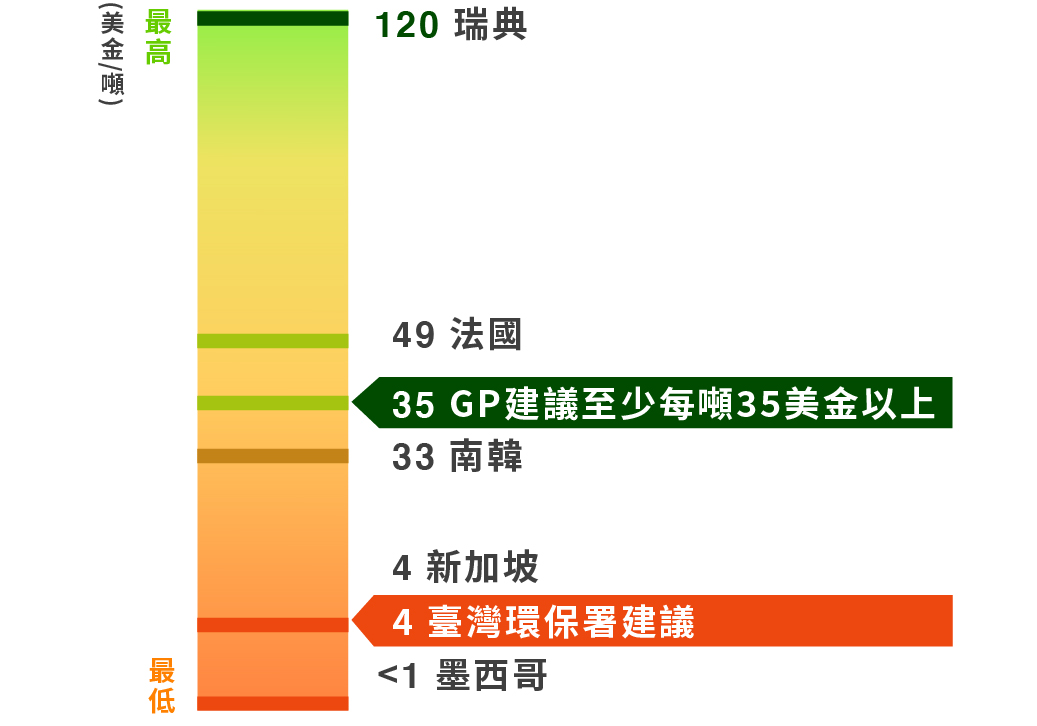 (美金/噸)
最高
120 瑞典
49 法國
35 GP建議至少每噸35美金以上
33 南韓
4 新加坡
4 臺灣環保署建議
<1 墨西哥
最低